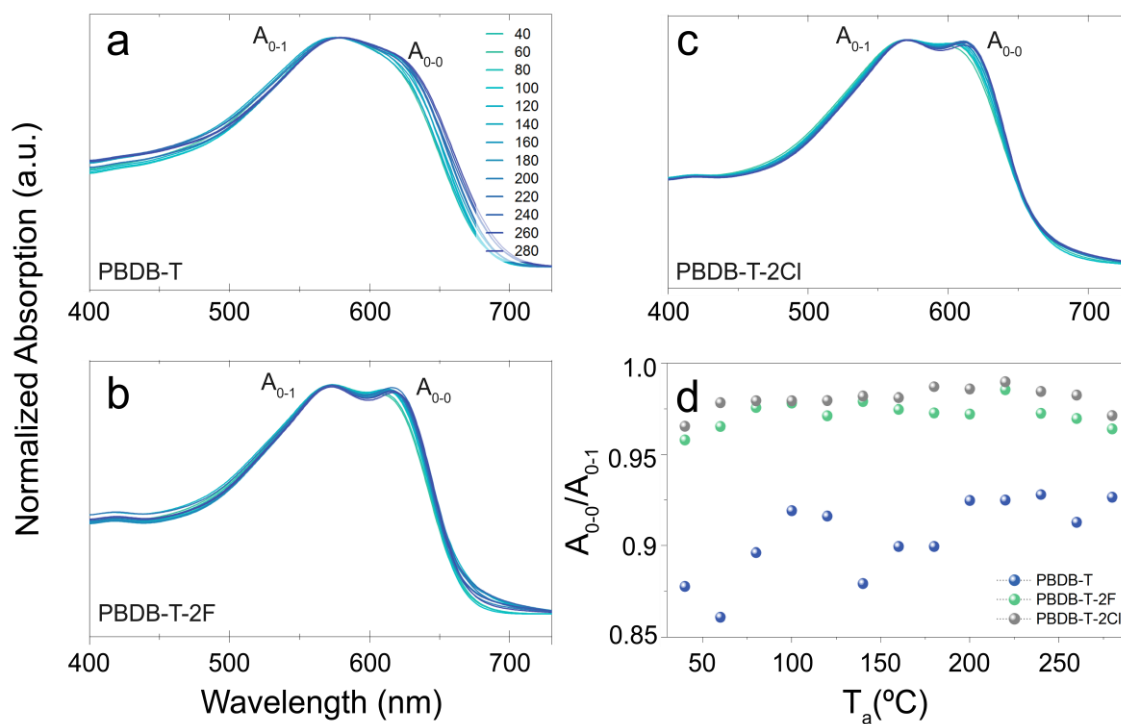 Normalized Absorption (a.u.)
a
A0-1
A0-0
40
60
80
100
120
140
160
180
200
220
240
260
280
PBDB-T
400 500 600 700
b
A0-1
A0-0
PBDB-T-2F
400 500 600 700
Wavelength (nm)
c
A0-1
A0-0
PBDB-T-2Cl
400 500 600 700
d
A0-0/A0-1
1.0
0.95
0.9
0.85
PBDB-T
PBDB-T-2F
PBDB-T-2Cl
50 100 150 200 250
Ta(ºC)